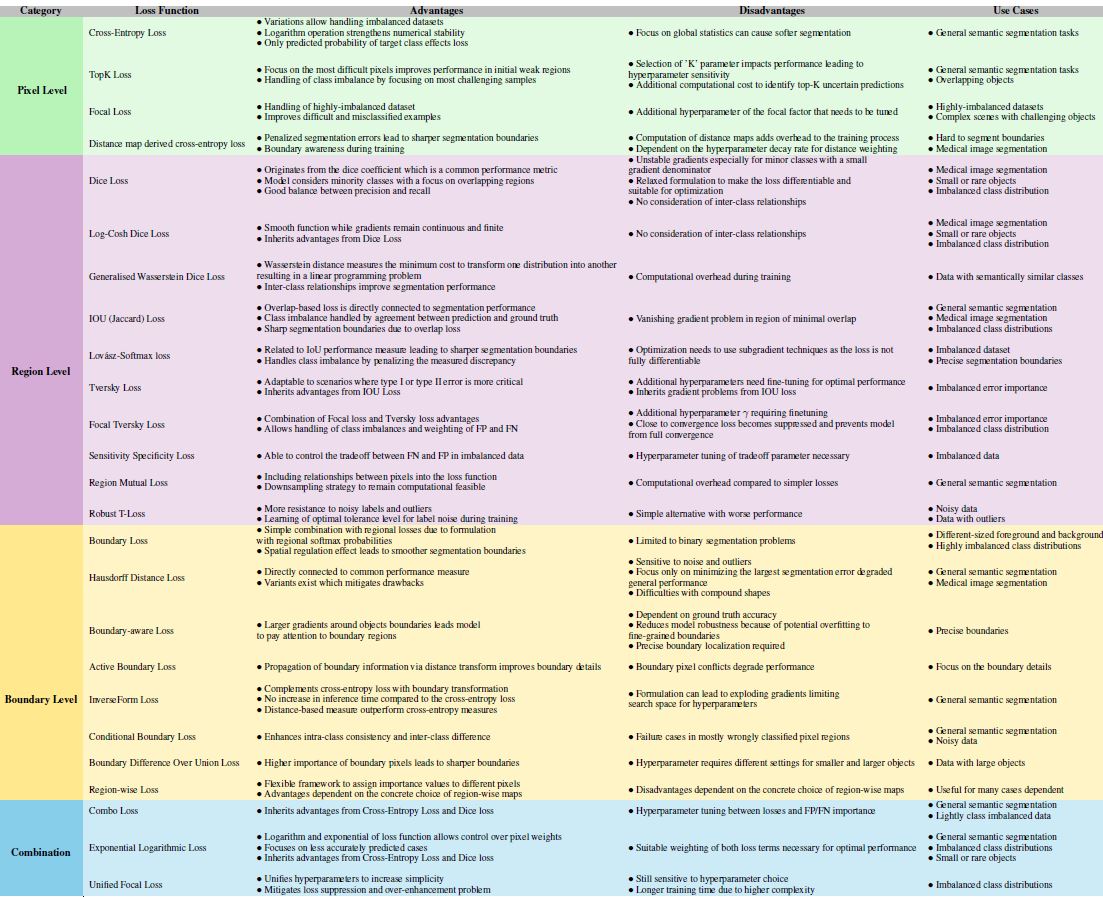 Category Loss Function Advantages Disadvantages Use Cases
Pixel Level
Cross-Entropy Loss
● Variations allow handling imbalanced datasets
● Logarithm operation strengthens numerical stability
● Only predicted probability of target class effects loss
● Focus on global statistics can cause softer segmentation
● General semantic segmentation tasks
TopK Loss
● Focus on the most difficult pixels improves performance in initial weak regions
● Handling of class imbalance by focusing on most challenging samples
● Selection of 'K' parameter impacts performance leading to
hyperparameter sensitivity
● Additional computational cost to identify top-K uncertain predictions
● General semantic segmentation tasks
● Overlapping objects
Focal Loss
● Handling of highly-imbalanced dataset
● Improves difficult and misclassified examples
● Additional hyperparameter of the focal factor that needs to be tuned
● Highly-imbalanced datasets
● Complex scenes with challenging objects
Distance map derived cross-entropy loss
● Penalized segmentation errors lead to sharper segmentation boundaries
● Boundary awareness during training
● Computation of distance maps adds overhead to the training process
● Dependent on the hyperparameter decay rate for distance weighting
● Hard to segment boundaries
● Medical image segmentation
Region Level
Dice Loss
● Originates from the dice coefficient which is a common performance metric
● Model considers minority classes with a focus on overlapping regions
● Good balance between precision and recall
● Unstable gradients especially for minor classes with a small
gradient denominator
● Relaxed formulation to make the loss differentiable and
suitable for optimization
● No consideration of inter-class relationships
● Medical image segmentation
● Small or rare objects
● Imbalanced class distribution
Log-Cosh Dice Loss
● Smooth function while gradients remain continuous and finite
● Inherits advantages from Dice Loss
● No consideration of inter-class relationships
● Medical image segmentation
● Small or rare objects
● Imbalanced class distribution
Generalised Wasserstein Dice Loss
● Wasserstein distance measures the minimum cost to transform one distribution into another
resulting in a linear programming problem
● Inter-class relationships improve segmentation performance
● Computational overhead during training
● Data with semantically similar classes
IOU (Jaccard) Loss
● Overlap-based loss is directly connected to segmentation performance
● Class imbalance handled by agreement between prediction and ground truth
● Sharp segmentation boundaries due to overlap loss
● Vanishing gradient problem in region of minimal overlap
● General semantic segmentation
● Medical image segmentation
● Imbalanced class distributions
Lovász-Softmax loss
● Related to IoU performance measure leading to sharper segmentation boundaries
● Handles class imbalance by penalizing the measured discrepancy
● Optimization needs to use subgradient techniques as the loss is not
fully differentiable
● Imbalanced dataset
● Precise segmentation boundaries
Tversky Loss
● Adaptable to scenarios where type I or type II error is more critical
● Inherits advantages from IOU Loss
● Additional hyperparameters need fine-tuning for optimal performance
● Inherits gradient problems from IOU loss
● Imbalanced error importance
Focal Tversky Loss
● Combination of Focal loss and Tversky loss advantages
● Allows handling of class imbalances and weighting of FP and FN
● Additional hyperparameter γ requiring finetuning
● Close to convergence loss becomes suppressed and prevents model
from full convergence
● Imbalanced error importance
● Imbalanced class distribution
Sensitivity Specificity Loss
● Able to control the tradeoff between FN and FP in imbalanced data
● Hyperparameter tuning of tradeoff parameter necessary
● Imbalanced data
Region Mutual Loss
● Including relationships between pixels into the loss function
● Downsampling strategy to remain computational feasible
● Computational overhead compared to simpler losses
● General semantic segmentation
Robust T-Loss
● More resistance to noisy labels and outliers
● Learning of optimal tolerance level for label noise during training
● Simple alternative with worse performance
● Noisy data
● Data with outliers
Boundary Level
Boundary Loss
● Simple combination with regional losses due to formulation
with regional softmax probabilities
● Spatial regulation effect leads to smoother segmentation boundaries
● Limited to binary segmentation problems
● Different-sized foreground and background
● Highly imbalanced class distributions
Hausdorff Distance Loss
● Directly connected to common performance measure
● Variants exist which mitigates drawbacks
● Sensitive to noise and outliers
● Focus only on minimizing the largest segmentation error degraded
general performance
● Difficulties with compound shapes
● General semantic segmentation
● Medical image segmentation
Boundary-aware Loss
● Larger gradients around objects boundaries leads model
to pay attention to boundary regions
● Dependent on ground truth accuracy
● Reduces model robustness because of potential overfitting to
fine-grained boundaries
● Precise boundary localization required
● Precise boundaries
Active Boundary Loss
● Propagation of boundary information via distance transform improves boundary details
● Boundary pixel conflicts degrade performance
● Focus on the boundary details
InverseForm Loss
● Complements cross-entropy loss with boundary transformation
● No increase in inference time compared to the cross-entropy loss
● Distance-based measure outperform cross-entropy measures
● Formulation can lead to exploding gradients limiting
search space for hyperparameters
● General semantic segmentation
Conditional Boundary Loss
● Enhances intra-class consistency and inter-class difference
● Failure cases in mostly wrongly classified pixel regions
● General semantic segmentation
● Noisy data
Boundary Difference Over Union Loss
● Higher importance of boundary pixels leads to sharper boundaries
● Hyperparameter requires different settings for smaller and larger objects
● Data with large objects
Region-wise Loss
● Flexible framework to assign importance values to different pixels
● Advantages dependent on the concrete choice of region-wise maps
● Disadvantages dependent on the concrete choice of region-wise maps
● Useful for many cases dependent
Combination
Combo Loss
● Inherits advantages from Cross-Entropy Loss and Dice loss
● Hyperparameter tuning between losses and FP/FN importance
● General semantic segmentation
● Lightly class imbalanced data
Exponential Logarithmic Loss
● Logarithm and exponential of loss function allows control over pixel weights
● Focuses on less accurately predicted cases
● Inherits advantages from Cross-Entropy Loss and Dice loss
● Suitable weighting of both loss terms necessary for optimal performance
● General semantic segmentation
● Imbalanced class distributions
● Small or rare objects
Unified Focal Loss
● Unifies hyperparameters to increase simplicity
● Mitigates loss suppression and over-enhancement problem
● Still sensitive to hyperparameter choice
● Longer training time due to higher complexity
● Imbalanced class distributions